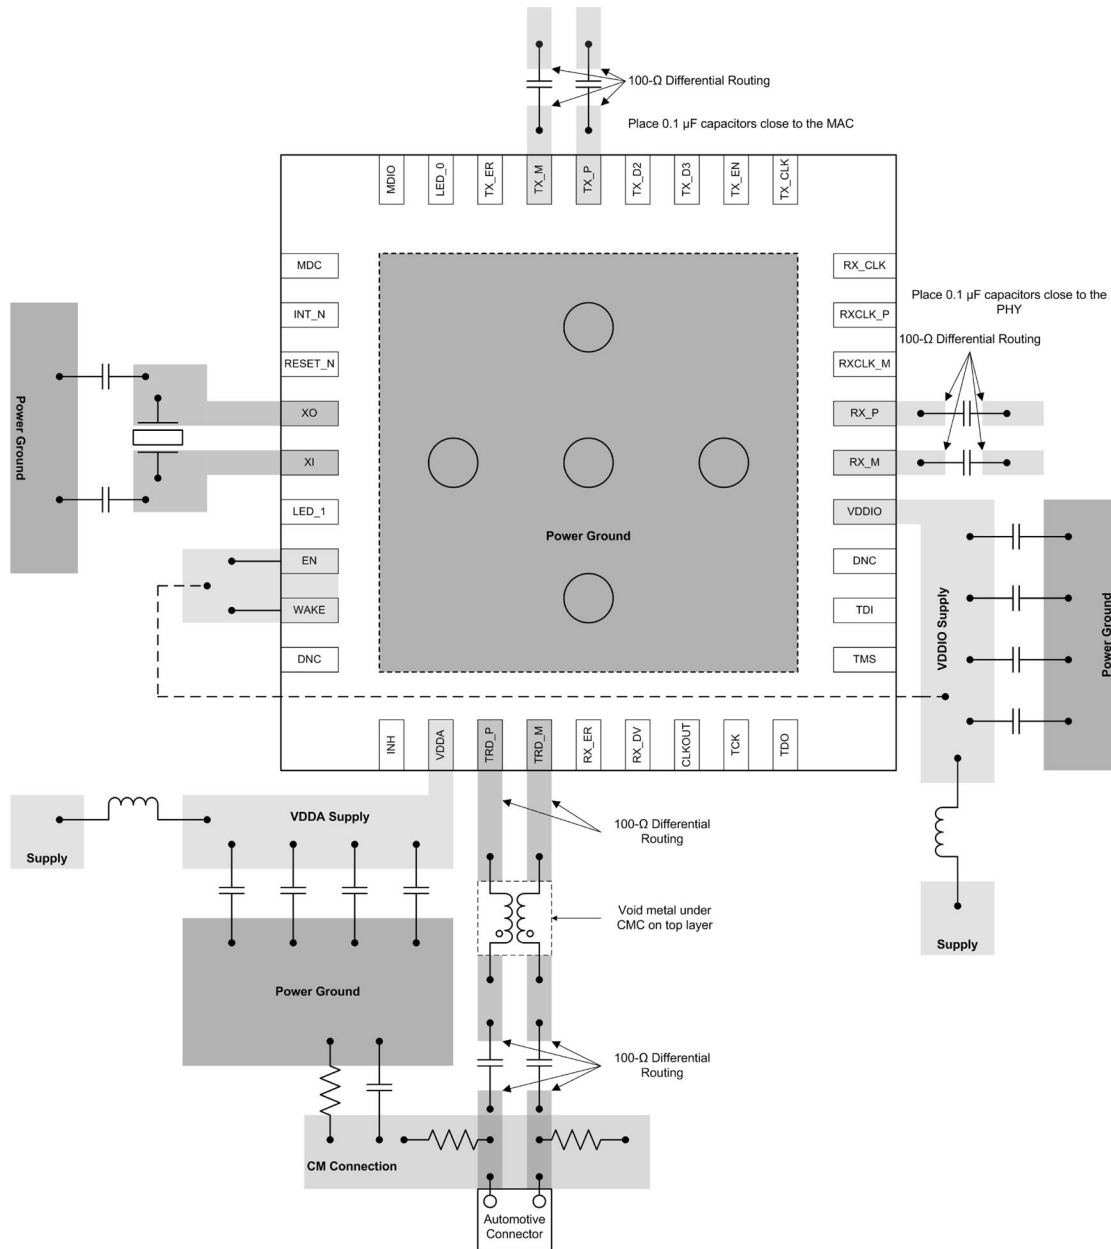 100-Ω Differential Routing
Place 0.1 µF capacitors close to the MAC
MDIO
LED_0
TX_ER
TX_M
TX_P
TX_D2
TX_D3
TX_EN
TX_CLK
MDC
INT_N
RESET_N
XO
XI
LED_1
EN
WAKE
DNC
Power Ground
Power Ground
RX_CLK
RXCLK_P
RXCLK_M
RX_P
RX_M
VDDIO
DNC
TDI
TMS
Place 0.1 µF capacitors close to the
PHY
100-Ω Differential Routing
VDDIO Supply
Power Ground
Supply
INH
VDDA
TRD_P
TRD_M
RX_ER
RX_DV
CLKOUT
TCK
TDO
VDDA Supply
Supply
100-Ω Differential
Routing
Void metal under
CMC on top layer
Power Ground
100-Ω Differential
Routing
CM Connection
Automotive
Connector